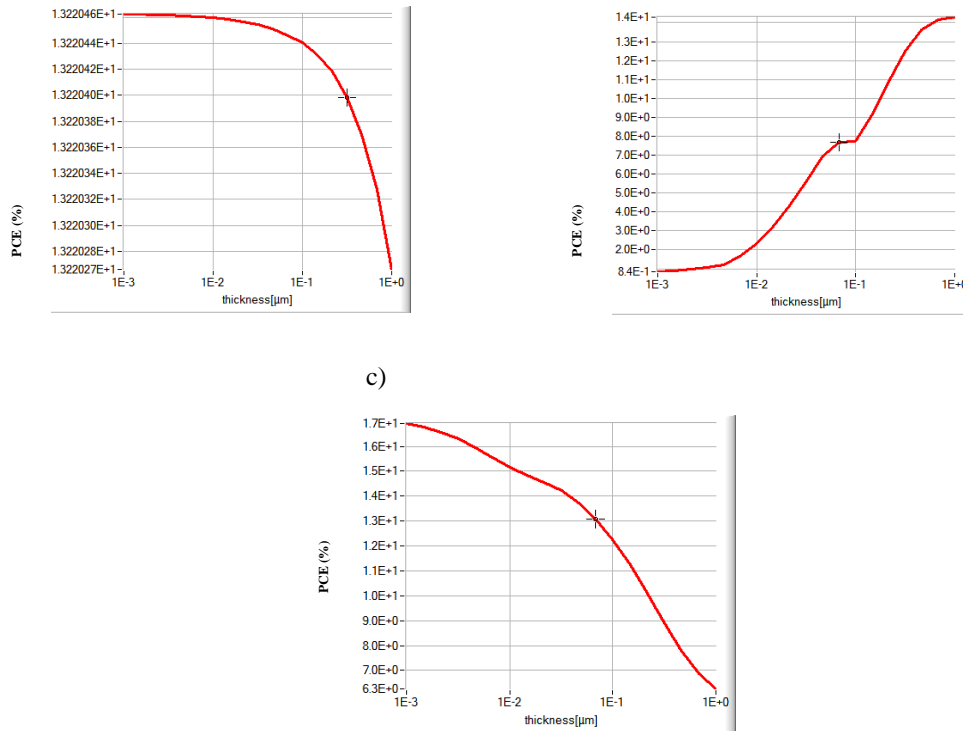 1.322046E+1
1.322044E+1
1.322042E+1
1.322040E+1
1.322038E+1
1.322036E+1
1.322034E+1
1.322032E+1
1.322030E+1
1.322028E+1
1.322027E+1
PCE (%)
1E-3 1E-2 1E-1 1E+0
thickness[µm]
1.4E+1
1.3E+1
1.1E+1
1.0E+1
9.0E+0
8.0E+0
7.0E+0
6.0E+0
5.0E+0
4.0E+0
3.0E+0
2.0E+0
8.4E-1
PCE (%)
1E-3 1E-2 1E-1 1E+0
thickness[µm]
c)
1.7E+1
1.6E+1
1.5E+1
1.4E+1
1.3E+1
1.2E+1
1.1E+1
1.0E+1
9.0E+0
8.0E+0
7.0E+0
6.3E+0
PCE (%)
1E-3 1E-2 1E-1 1E+0
thickness[µm]